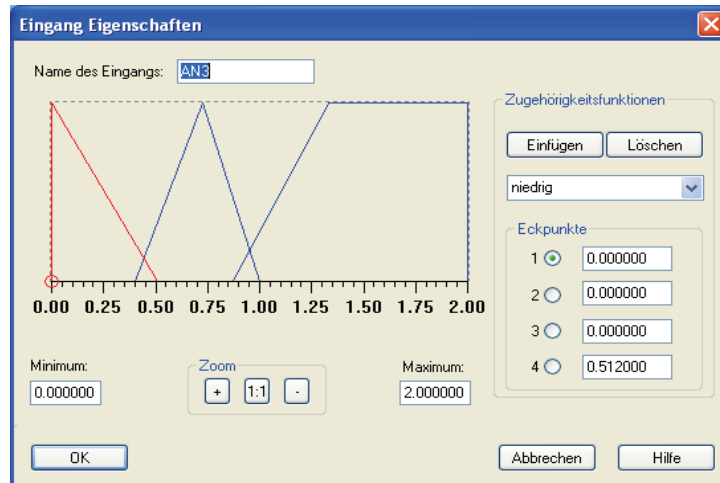 Eingang Eigenschaften
Name des Eingangs: AN3
Zugehörigkeitsfunktionen
Einfügen Löschen
niedrig
Eckpunkte
1 0.000000
2 0.000000
3 0.000000
4 0.512000
0.00 0.25 0.50 0.75 1.00 1.25 1.50 1.75 2.00
Minimum: Zoom Maximum:
0.000000 + 1:1 - 2.000000
OK Abbrechen Hilfe